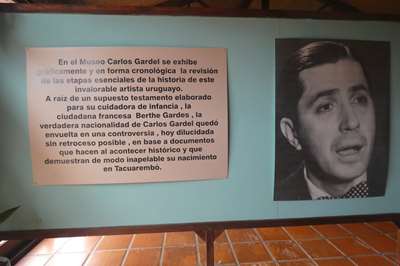 En el Museo Carlos Gardel se exhibe
gráficamente y en forma cronológica la revisión
de las etapas esenciales de la historia de este
invalorable artista uruguayo.
A raíz de un supuesto testamento elaborado
para su cuidadora de infancia , la
ciudadana francesa Berthe Gardes , la
verdadera nacionalidad de Carlos Gardel quedó
envuelta en una controversia , hoy dilucidada
sin retroceso posible , en base a documentos
que hacen al acontecer histórico y que
demuestran de modo inapelable su nacimiento
en Tacuarembó.